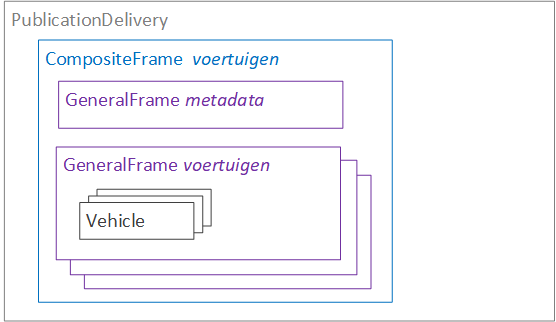 PublicationDelivery
CompositeFrame voertuigen
GeneralFrame metadata
GeneralFrame voertuigen
Vehicle